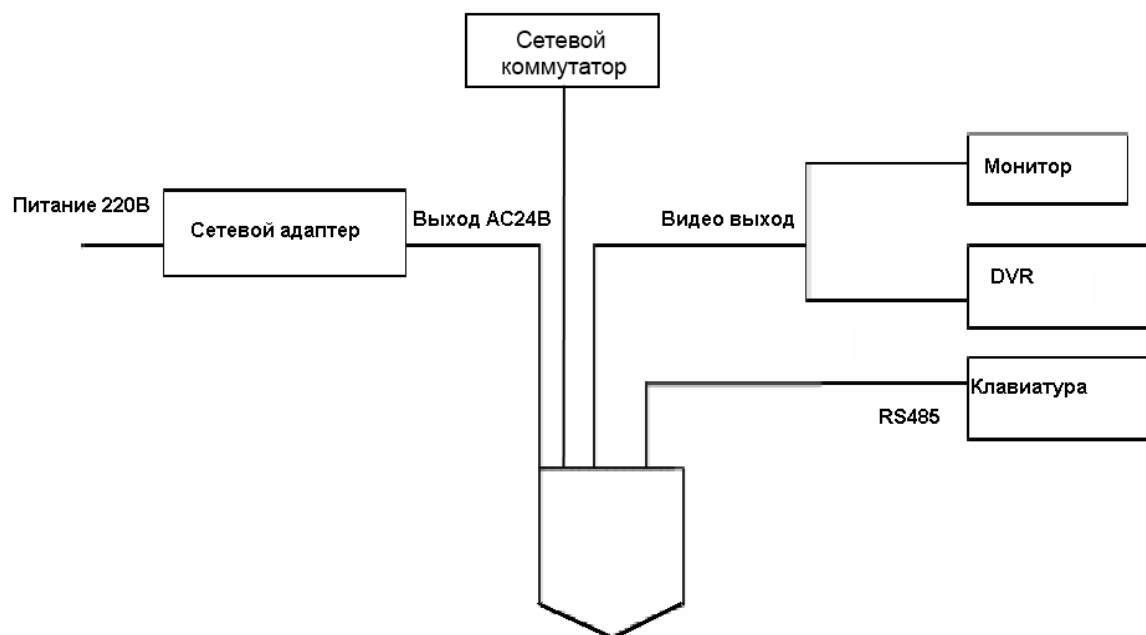 Сетевой
коммутатор
Монитор
Питание 220В
Сетевой адаптер
Выход АС24В
Видео выход
DVR
Клавиатура
RS485